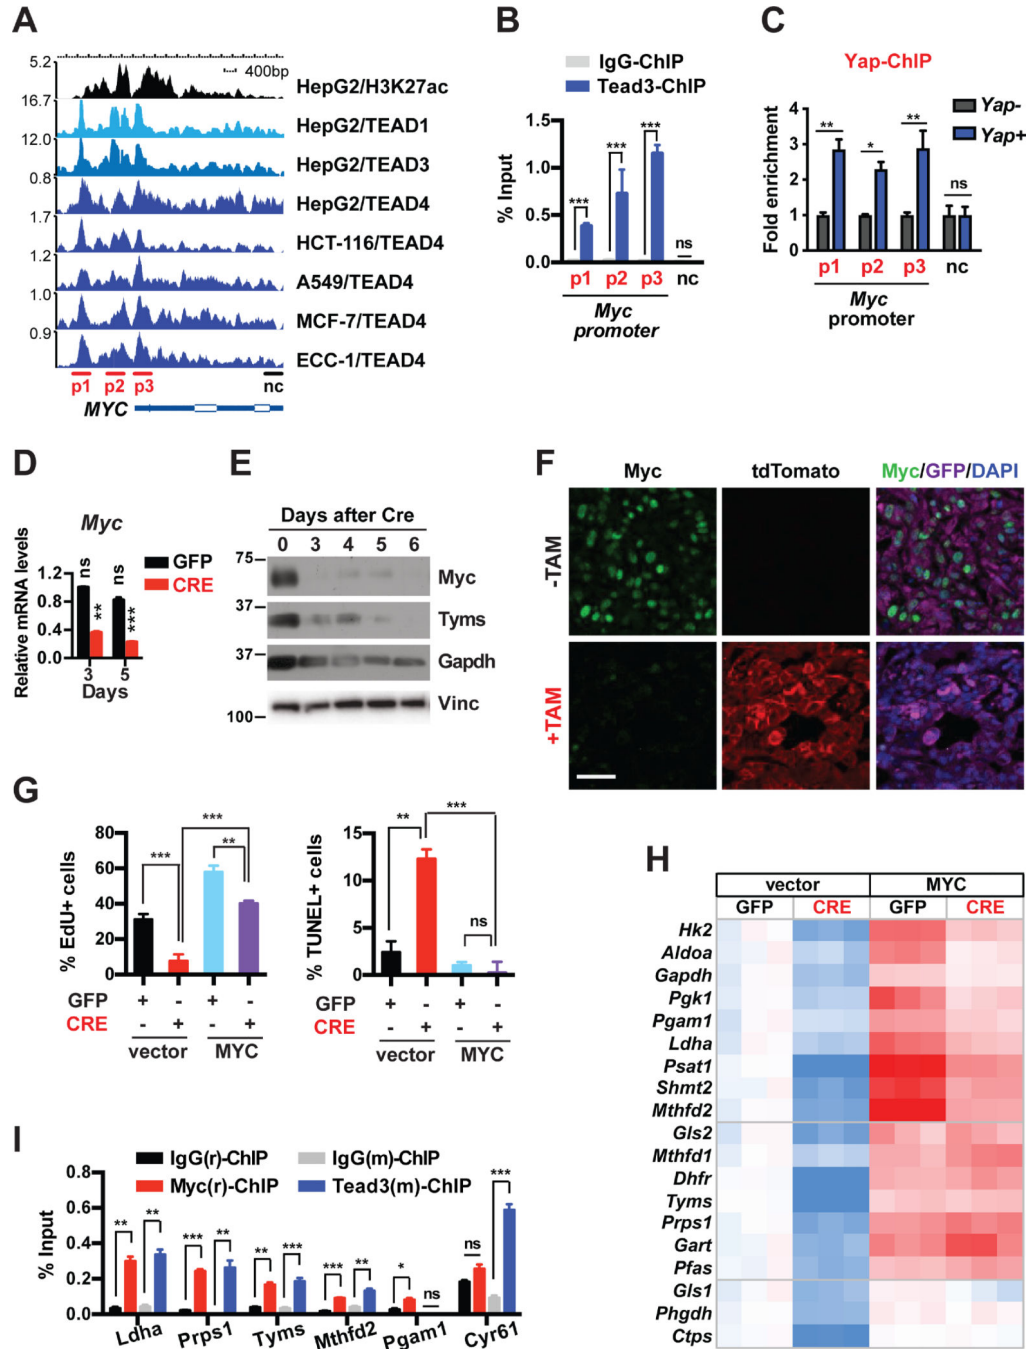 A
5.2
400bp
HepG2/H3K27ac
16.7
HepG2/TEAD1
12.0
HepG2/TEAD3
0.8
HepG2/TEAD4
1.7
HCT-116/TEAD4
1.2
A549/TEAD4
1.0
MCF-7/TEAD4
0.9
ECC-1/TEAD4
p1 p2 p3 nc
MYC
B
IgG-ChIP
Tead3-ChIP
% Input
1.5
1.0
0.5
0.0
*** *** *** ns
p1 p2 p3 nc
Myc
promoter
C
Yap-ChIP
Yap-
Yap+
Fold enrichment
4
3
2
1
0
** * ** ns
p1 p2 p3 nc
Myc
promoter
D
Myc
GFP
CRE
Relative mRNA levels
1.2
0.8
0.4
0.0
ns ** ns ***
3 5
Days
E
Days after Cre
0 3 4 5 6
75
Myc
37
Tyms
37
Gapdh
100
Vinc
F
Myc tdTomato Myc/GFP/DAPI
-TAM
+TAM
G
% EdU+ cells
80
60
40
20
0
*** *** **
GFP + - + -
CRE - + - +
vector MYC
% TUNEL+ cells
15
10
5
0
** *** ns
GFP + - + -
CRE - + - +
vector MYC
H
vector MYC
GFP CRE GFP CRE
Hk2
Aldoa
Gapdh
Pgk1
Pgam1
Ldha
Psat1
Shmt2
Mthfd2
Gls2
Mthfd1
Dhfr
Tyms
Prps1
Gart
Pfas
Gls1
Phgdh
Ctps
I
IgG(r)-ChIP IgG(m)-ChIP
Myc(r)-ChIP Tead3(m)-ChIP
% Input
0.8
0.6
0.4
0.2
0.0
** ** *** ** ** *** *** ** * ns ns ***
Ldha Prps1 Tyms Mthfd2 Pgam1 Cyr61